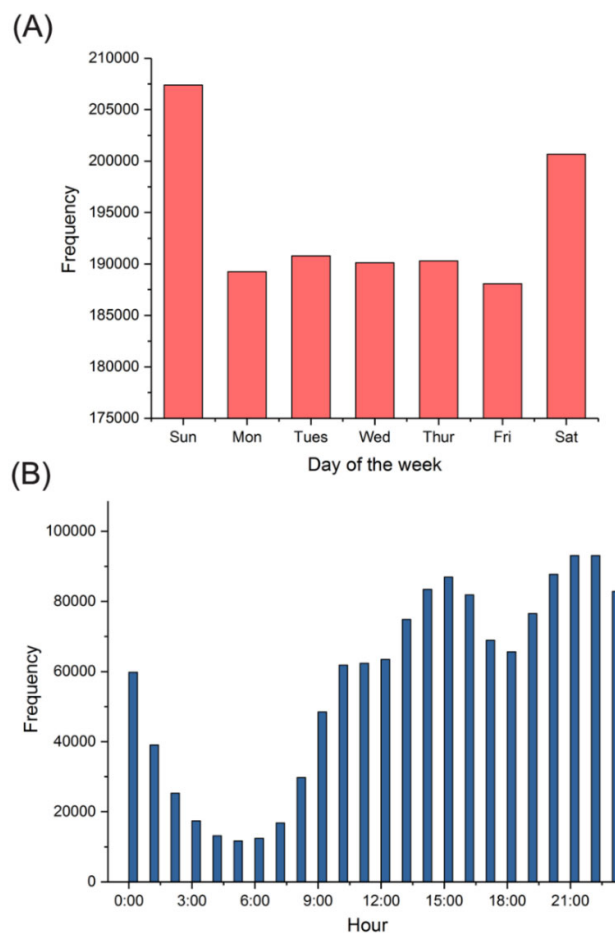 (A)
210000
205000
200000
195000
190000
185000
180000
175000
Frequency
Sun Mon Tues Wed Thur Fri Sat
Day of the week
(B)
100000
80000
60000
40000
20000
0
Frequency
0:00 3:00 6:00 9:00 12:00 15:00 18:00 21:00
Hour